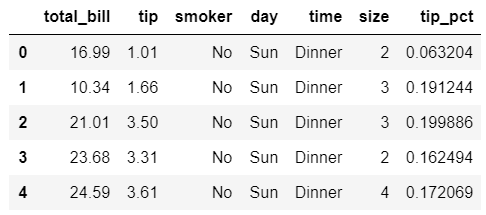 total_bill tip smoker day time size tip_pct
0 16.99 1.01 No Sun Dinner 2 0.063204
1 10.34 1.66 No Sun Dinner 3 0.191244
2 21.01 3.50 No Sun Dinner 3 0.199886
3 23.68 3.31 No Sun Dinner 2 0.162494
4 24.59 3.61 No Sun Dinner 4 0.172069